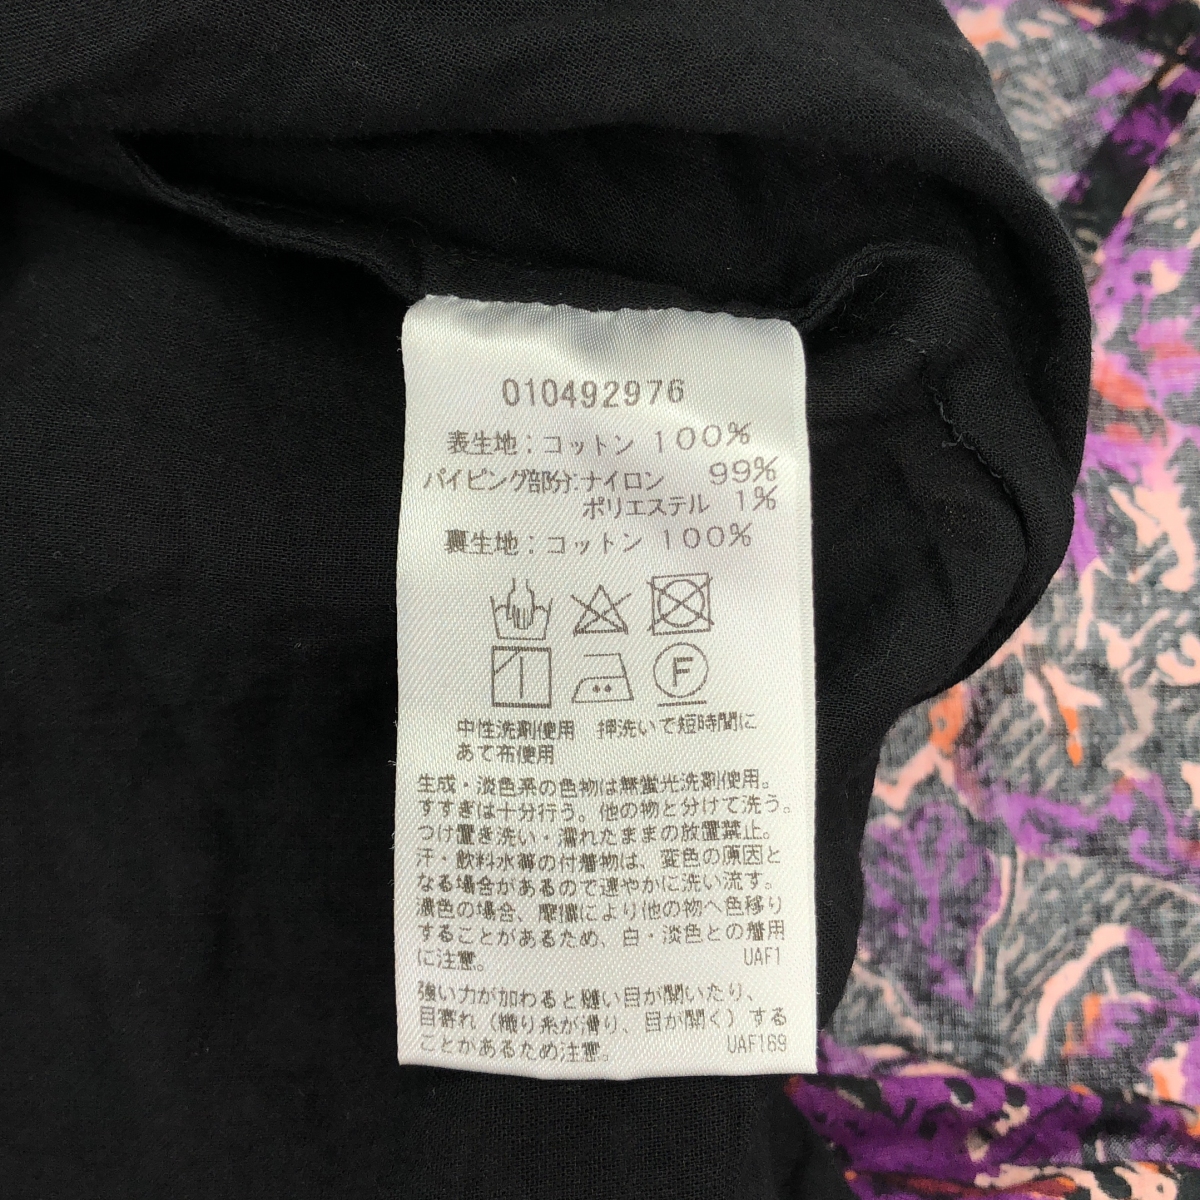 010492976
表生地：コットン 100%
パイピング部分：ナイロン 99%
ポリエステル 1%
裏生地：コットン 100%
F
中性洗剤使用 押洗いで短時間に
あて布使用
生成・淡色系の色物は無蛍光洗剤使用。
すすぎは十分行う。他の物と分けて洗う。
つけ置き洗い・濡れたままの放置禁止。
汗・飲料水等の付着物は、変色の原因と
なる場合があるので速やかに洗い流す。
濃色の場合、摩擦により他の物へ色移り
することがあるため、白・淡色との着用
に注意。 UAF1
強い力が加わると縫い目が開いたり、
目寄れ（織り糸が滑り、目が開く）する
ことがあるため注意。 UAF169